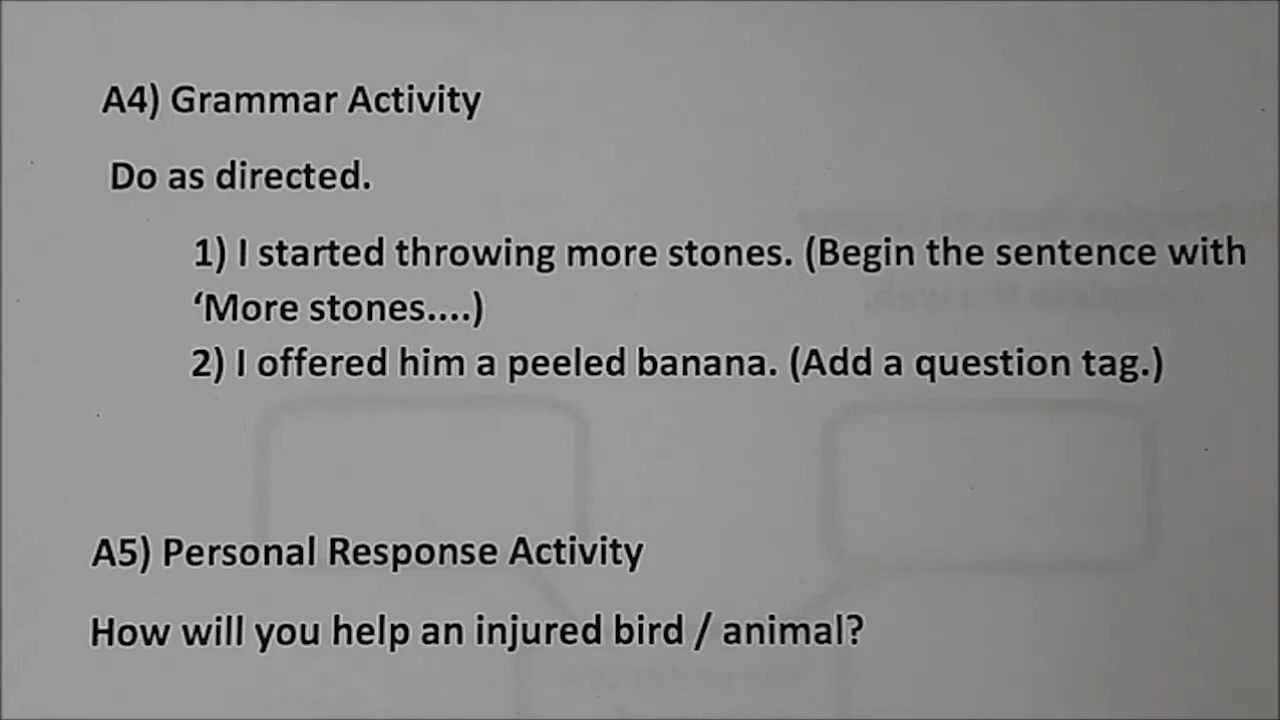 A4) Grammar Activity
Do as directed.
1) I started throwing more stones. (Begin the sentence with
‘More stones....)
2) I offered him a peeled banana. (Add a question tag.)
A5) Personal Response Activity
How will you help an injured bird / animal?